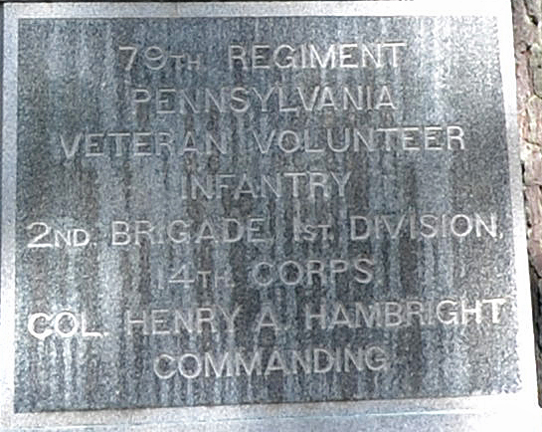 79TH REGIMENT
PENNSYLVANIA
VETERAN VOLUNTEER
INFANTRY
2ND. BRIGADE, 1ST. DIVISION,
14TH CORPS.
COL. HENRY A. HAMBRIGHT
COMMANDING.